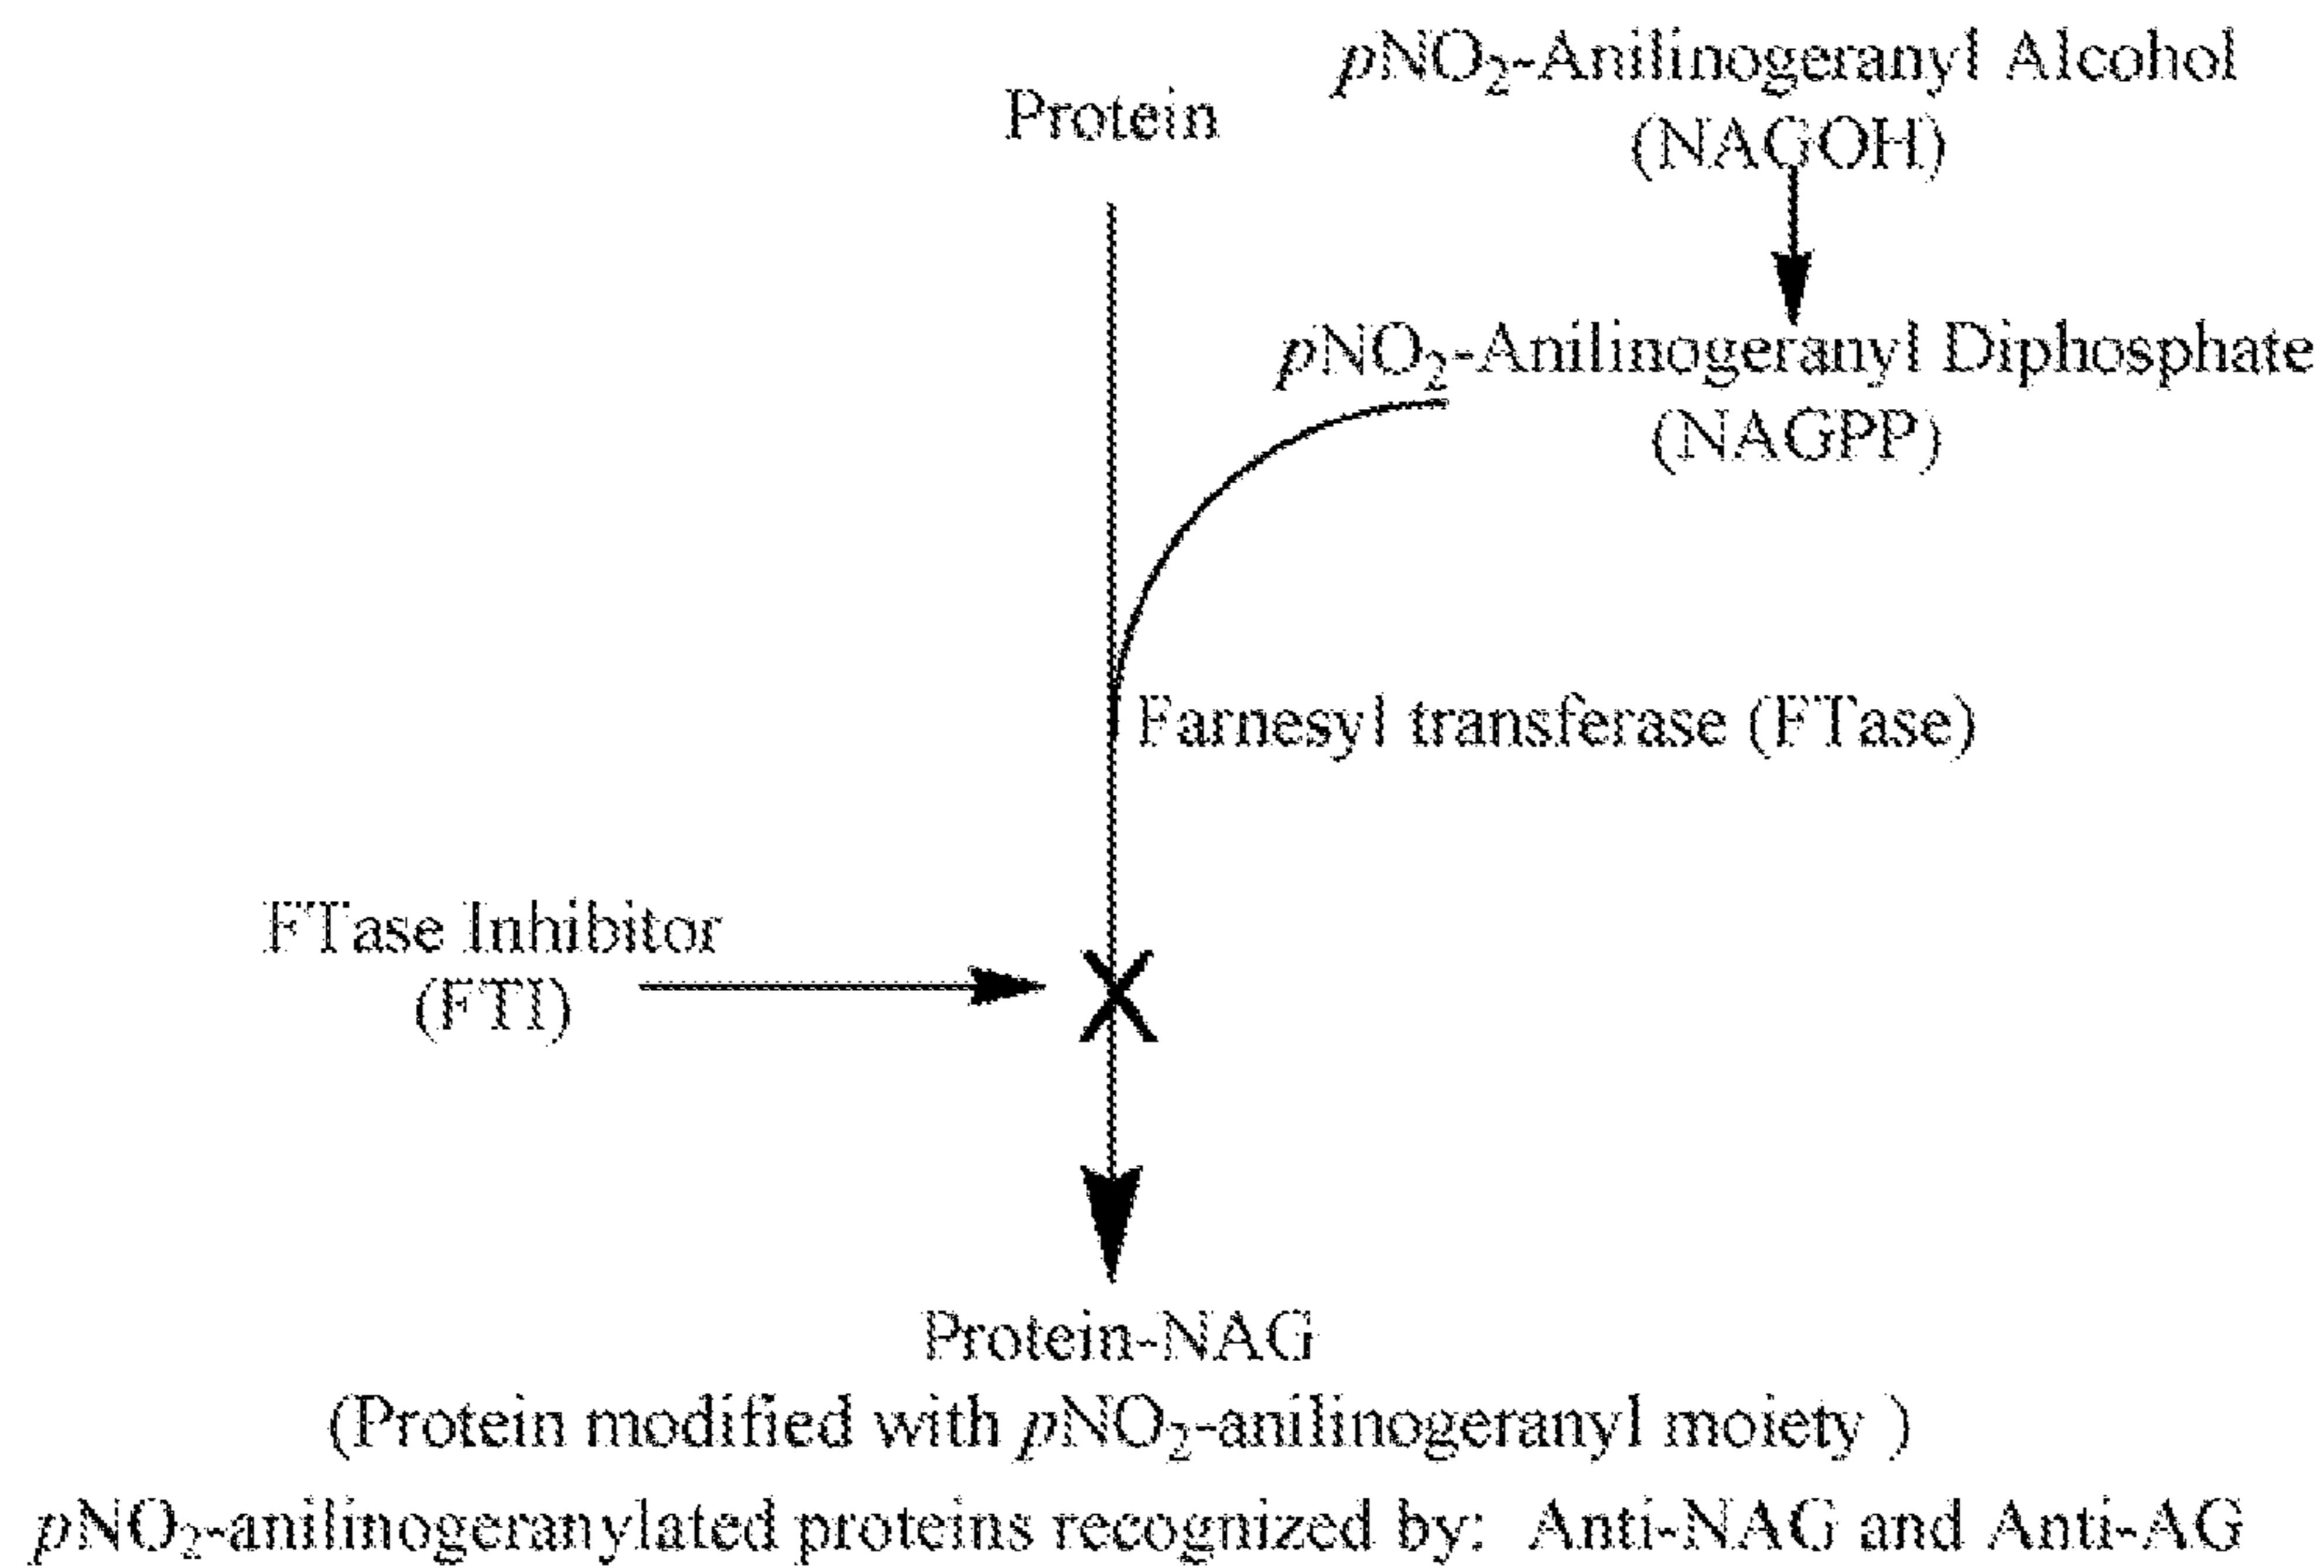 pNO₂-Anilinogeranyl Alcohol
(NAGOH)
Protein
pNO₂-Anilinogeranyl Diphosphate
(NAGPP)
Farnesyl transferase (FTase)
FTase Inhibitor
(FTI)
Protein-NAG
(Protein modified with pNO₂-anilinogeranyl moiety )
pNO₂-anilinogeranylated proteins recognized by: Anti-NAG and Anti-AG